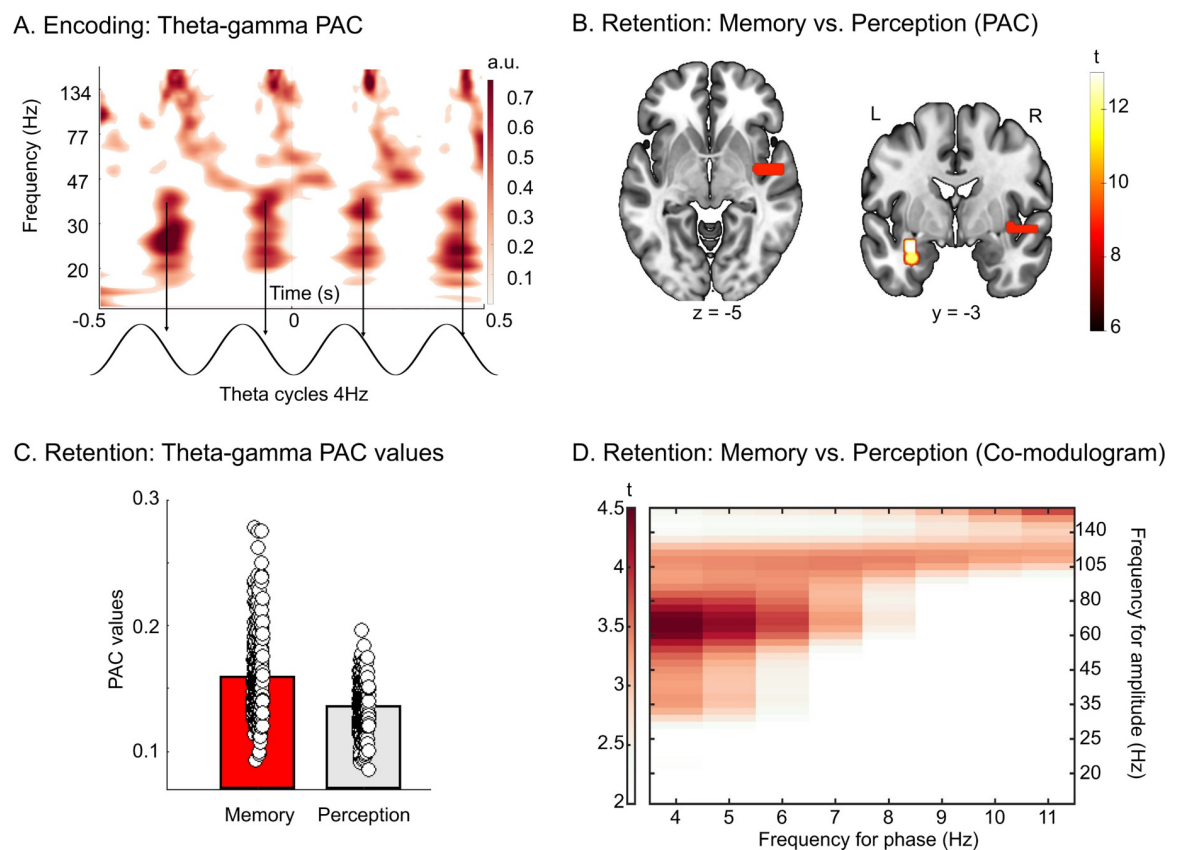 A. Encoding: Theta-gamma PAC
a.u.
134
77
47
30
20
Frequency (Hz)
0.7
0.6
0.5
0.4
0.3
0.2
0.1
Time (s)
-0.5
0
0.5
Theta cycles 4Hz
B. Retention: Memory vs. Perception (PAC)
t
L
R
12
10
8
6
z = -5
y = -3
C. Retention: Theta-gamma PAC values
0.3
0.2
0.1
PAC values
Memory
Perception
D. Retention: Memory vs. Perception (Co-modulogram)
t
4.5
4
3.5
3
2.5
2
140
105
80
60
45
35
25
20
Frequency for amplitude (Hz)
4 5 6 7 8 9 10 11
Frequency for phase (Hz)